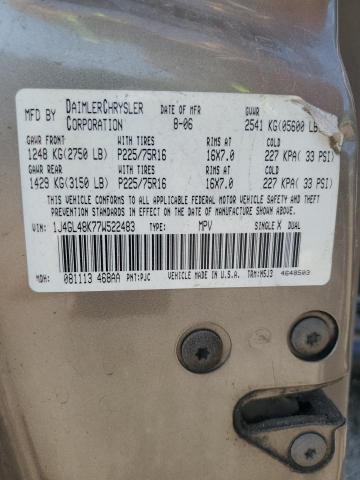 MFD BY DAIMLERCHRYSLER CORPORATION DATE OF MFR 8-06 GVWR 2541 KG(05600 LB
GAWR FRONT WITH TIRES RIMS AT COLD
1248 KG(2750 LB) P225/75R16 16X7.0 227 KPA( 33 PSI)
GAWR REAR WITH TIRES RIMS AT COLD
1429 KG(3150 LB) P225/75R16 16X7.0 227 KPA( 33 PSI)
THIS VEHICLE CONFORMS TO ALL APPLICABLE FEDERAL MOTOR VEHICLE SAFETY, BUMPER, AND THEFT PREVENTION STANDARDS IN EFFECT ON THE
DATE OF MANUFACTURE SHOWN ABOVE.
VIN: 1J4GL48K77W522483 TYPE: MPV SINGLE X DUAL
MDH: 081113 468AA PNT:PJC VEHICLE MADE IN U.S.A. TRM:H5J3 4648503